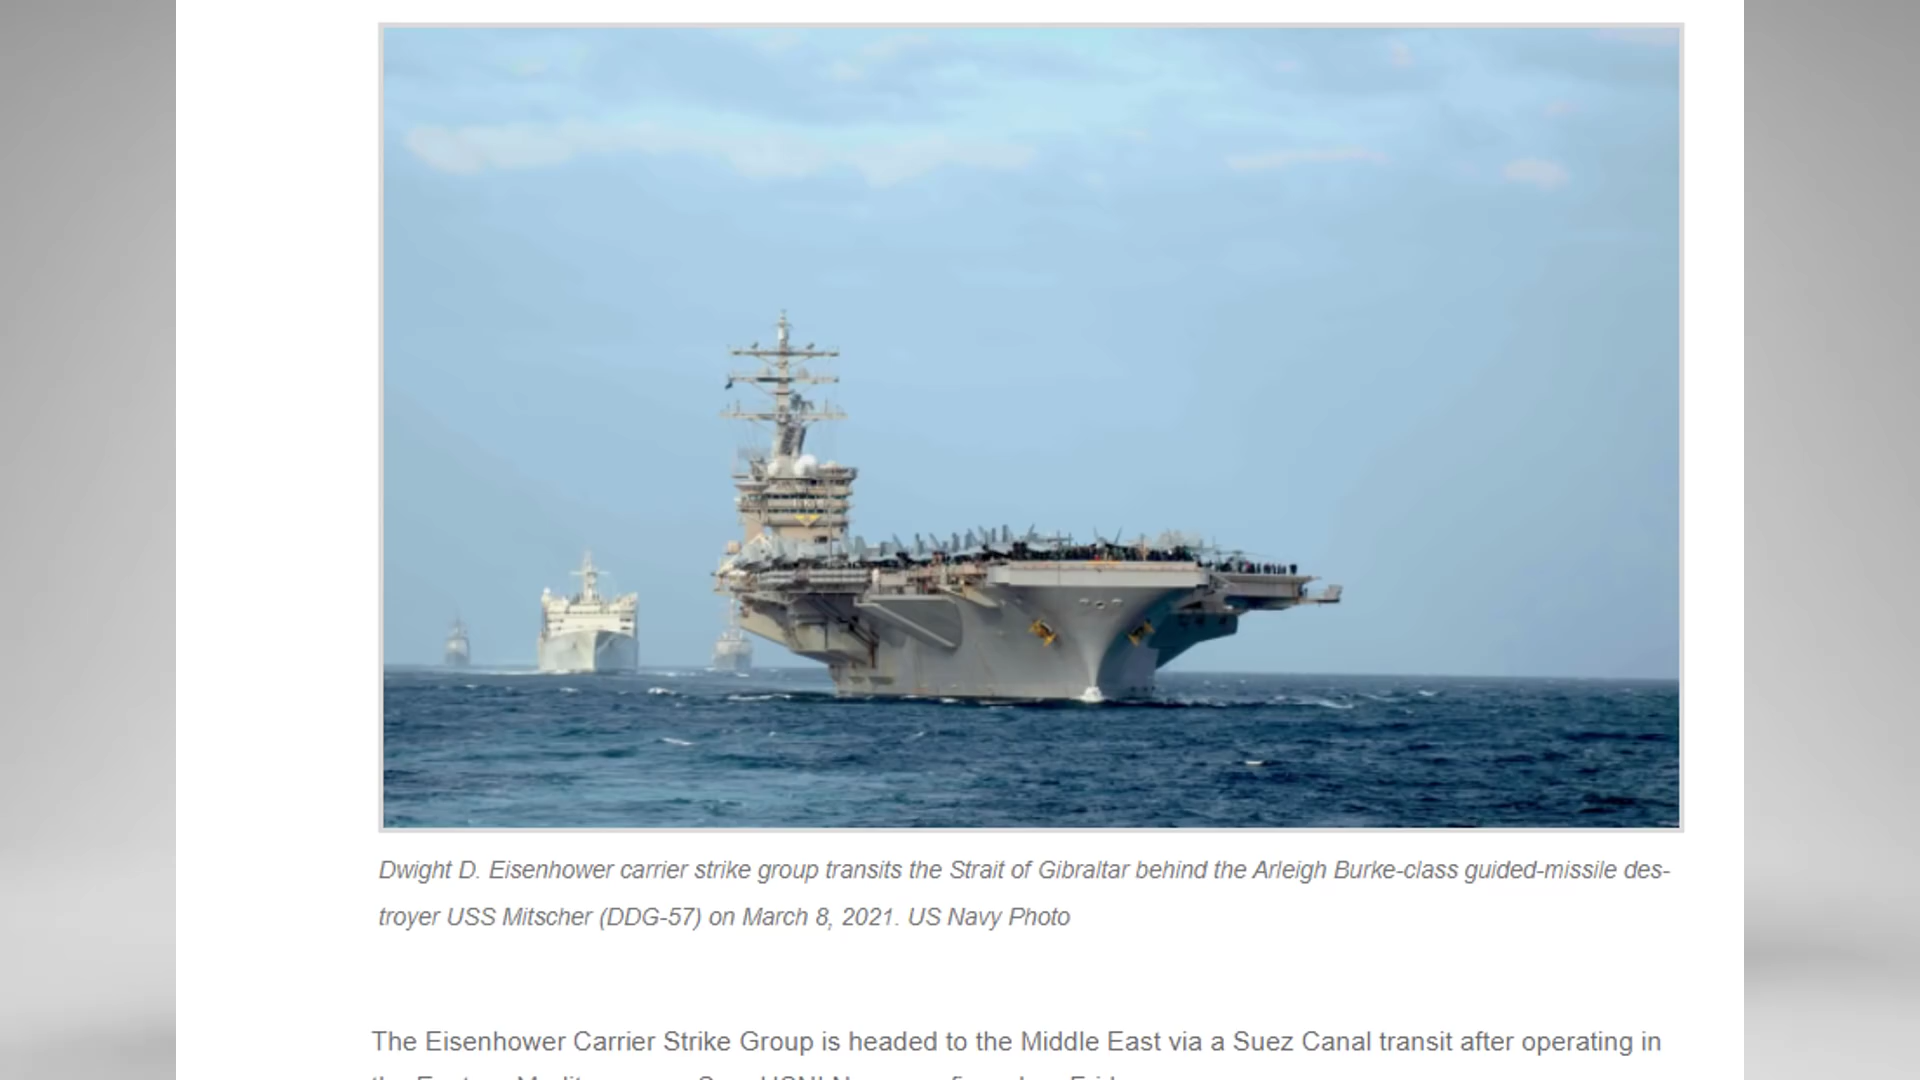 Dwight D. Eisenhower carrier strike group transits the Strait of Gibraltar behind the Arleigh Burke-class guided-missile des-
troyer USS Mitscher (DDG-57) on March 8, 2021. US Navy Photo
The Eisenhower Carrier Strike Group is headed to the Middle East via a Suez Canal transit after operating in